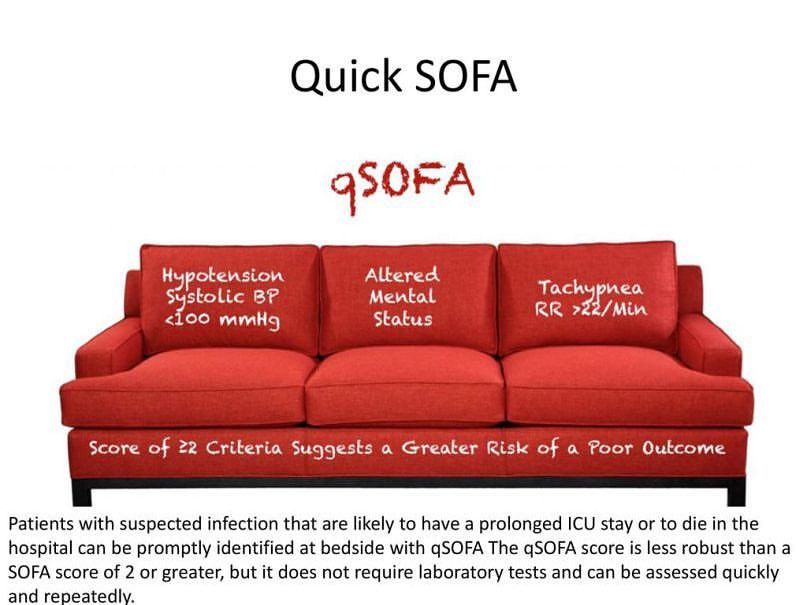 Quick SOFA
qSOFA
Hypotension
Systolic BP
<100 mmHg
Altered
Mental
Status
Tachypnea
RR >22/Min
Score of ≥2 Criteria Suggests a Greater Risk of a Poor Outcome
Patients with suspected infection that are likely to have a prolonged ICU stay or to die in the
hospital can be promptly identified at bedside with qSOFA The qSOFA score is less robust than a
SOFA score of 2 or greater, but it does not require laboratory tests and can be assessed quickly
and repeatedly.